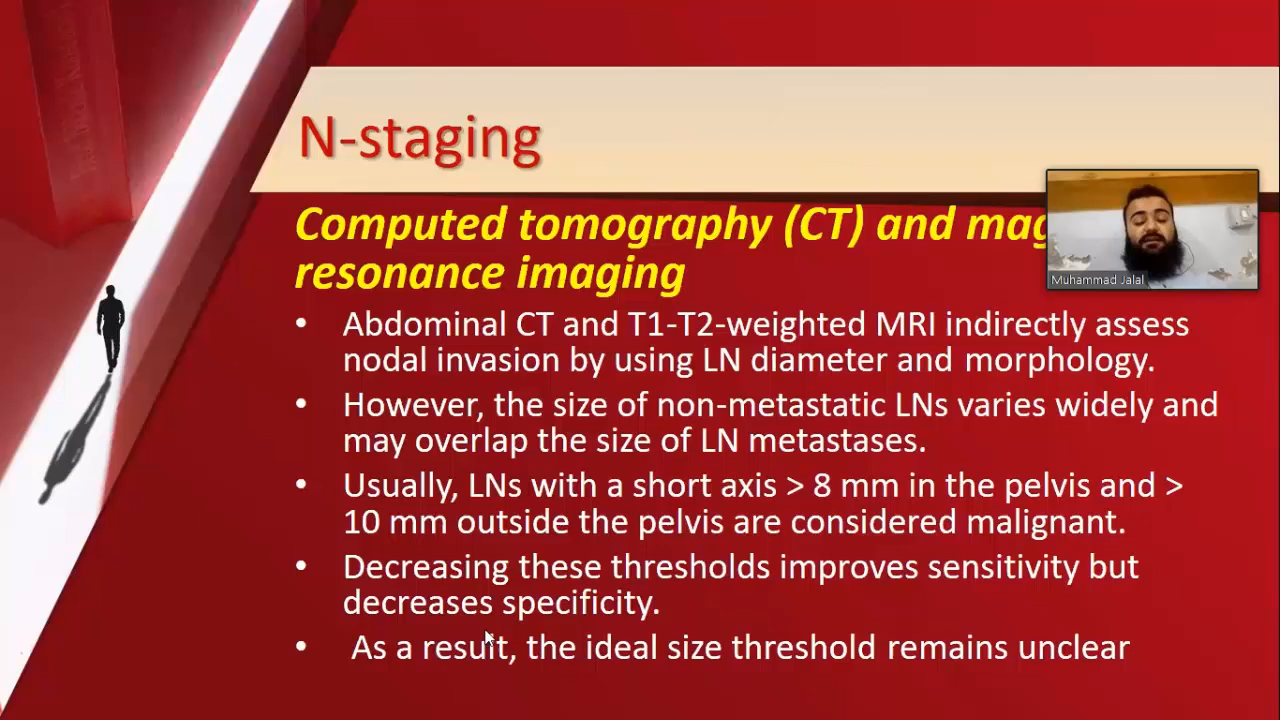 N-staging
Computed tomography (CT) and mag
resonance imaging
Muhammad Jalal
• Abdominal CT and T1-T2-weighted MRI indirectly assess
nodal invasion by using LN diameter and morphology.
• However, the size of non-metastatic LNs varies widely and
may overlap the size of LN metastases.
• Usually, LNs with a short axis > 8 mm in the pelvis and >
10 mm outside the pelvis are considered malignant.
• Decreasing these thresholds improves sensitivity but
decreases specificity.
• As a result, the ideal size threshold remains unclear